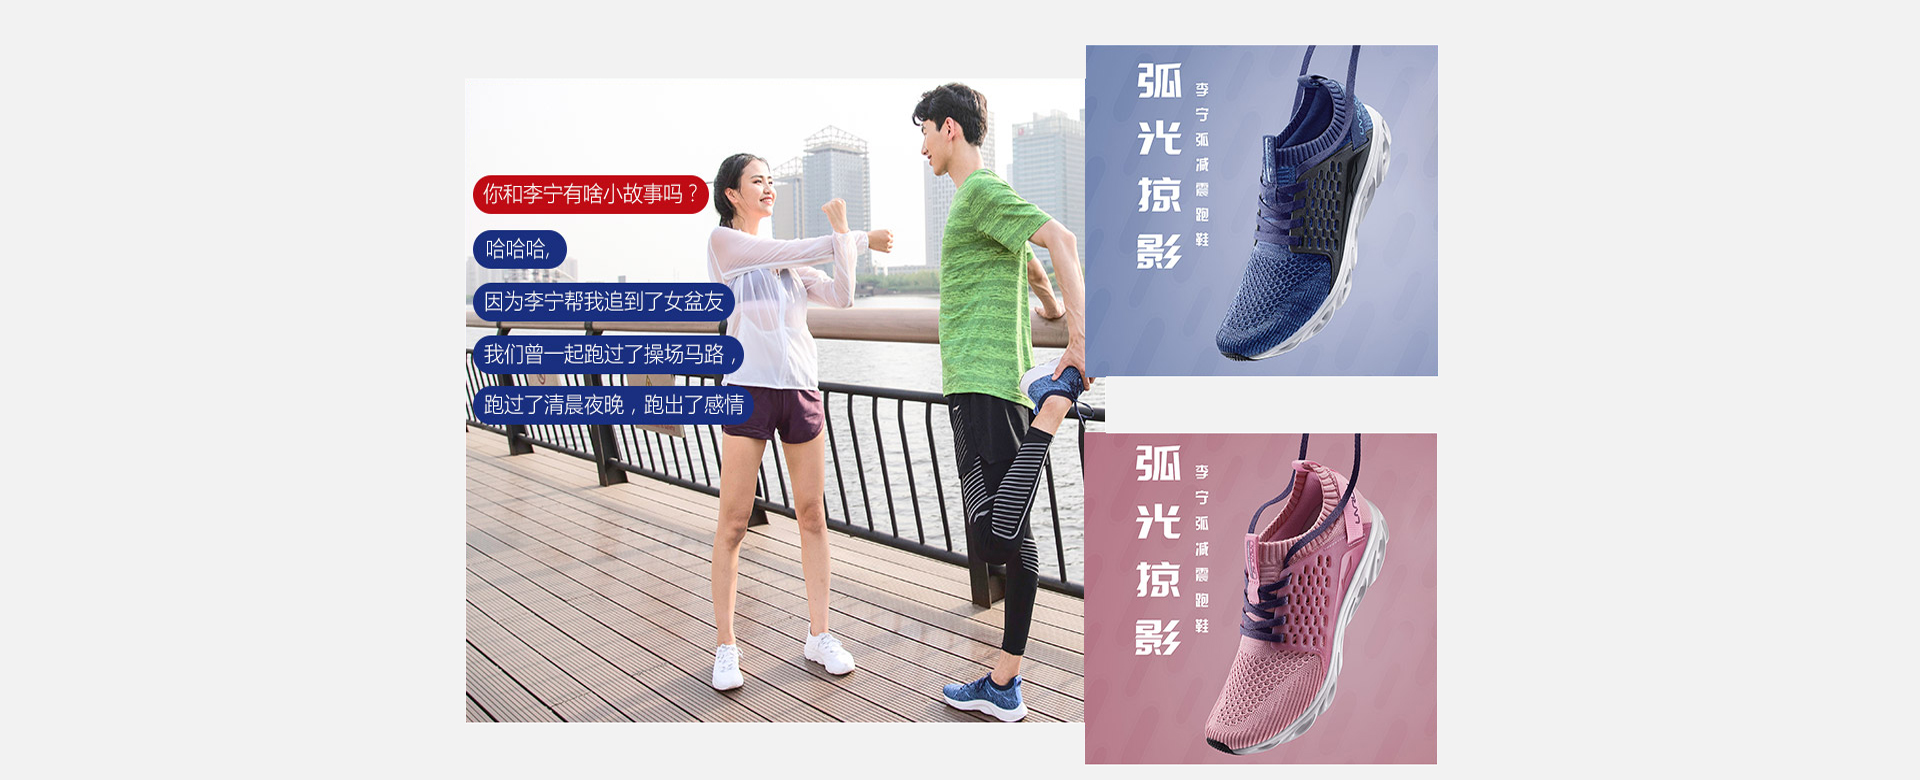 你和李宁有啥小故事吗？
哈哈哈,
因为李宁帮我追到了女盆友
我们曾一起跑过了操场马路，
跑过了清晨夜晚，跑出了感情
弧光掠影
李宁弧减震跑鞋
弧光掠影
李宁弧减震跑鞋